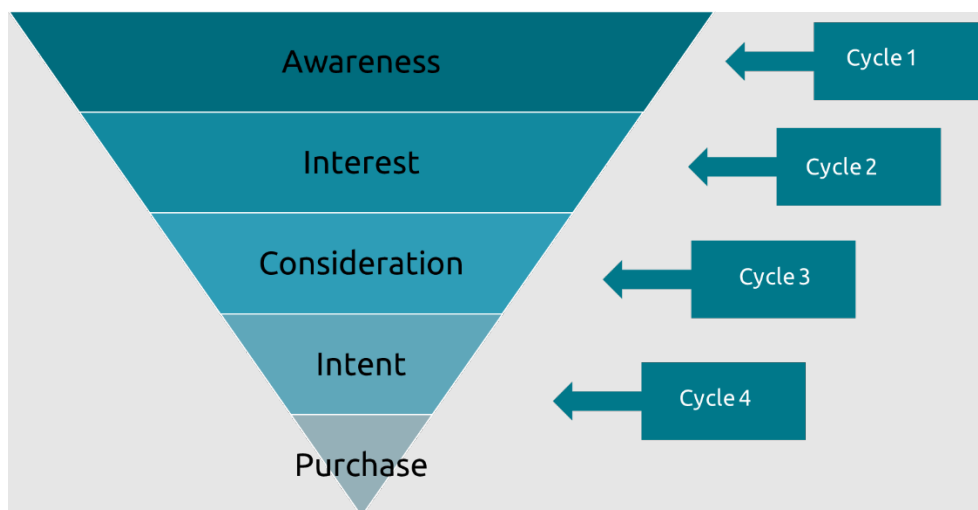 Awareness
Cycle 1
Interest
Cycle 2
Consideration
Cycle 3
Intent
Cycle 4
Purchase